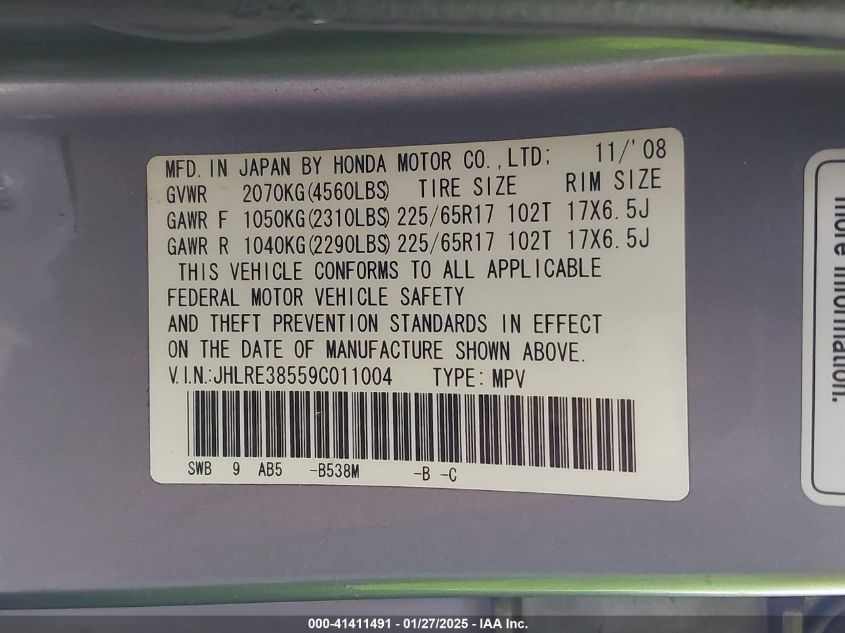 MFD. IN JAPAN BY HONDA MOTOR CO.,LTD; 11/'08
GVWR 2070KG(4560LBS) TIRE SIZE RIM SIZE
GAWR F 1050KG(2310LBS) 225/65R17 102T 17X6.5J
GAWR R 1040KG(2290LBS) 225/65R17 102T 17X6.5J
THIS VEHICLE CONFORMS TO ALL APPLICABLE
FEDERAL MOTOR VEHICLE SAFETY
AND THEFT PREVENTION STANDARDS IN EFFECT
ON THE DATE OF MANUFACTURE SHOWN ABOVE.
V.I.N.:JHLRE38559C011004 TYPE: MPV
SWB 9 AB5 -B538M -B -C
more information.
000-41411491 - 01/27/2025 - IAA Inc.